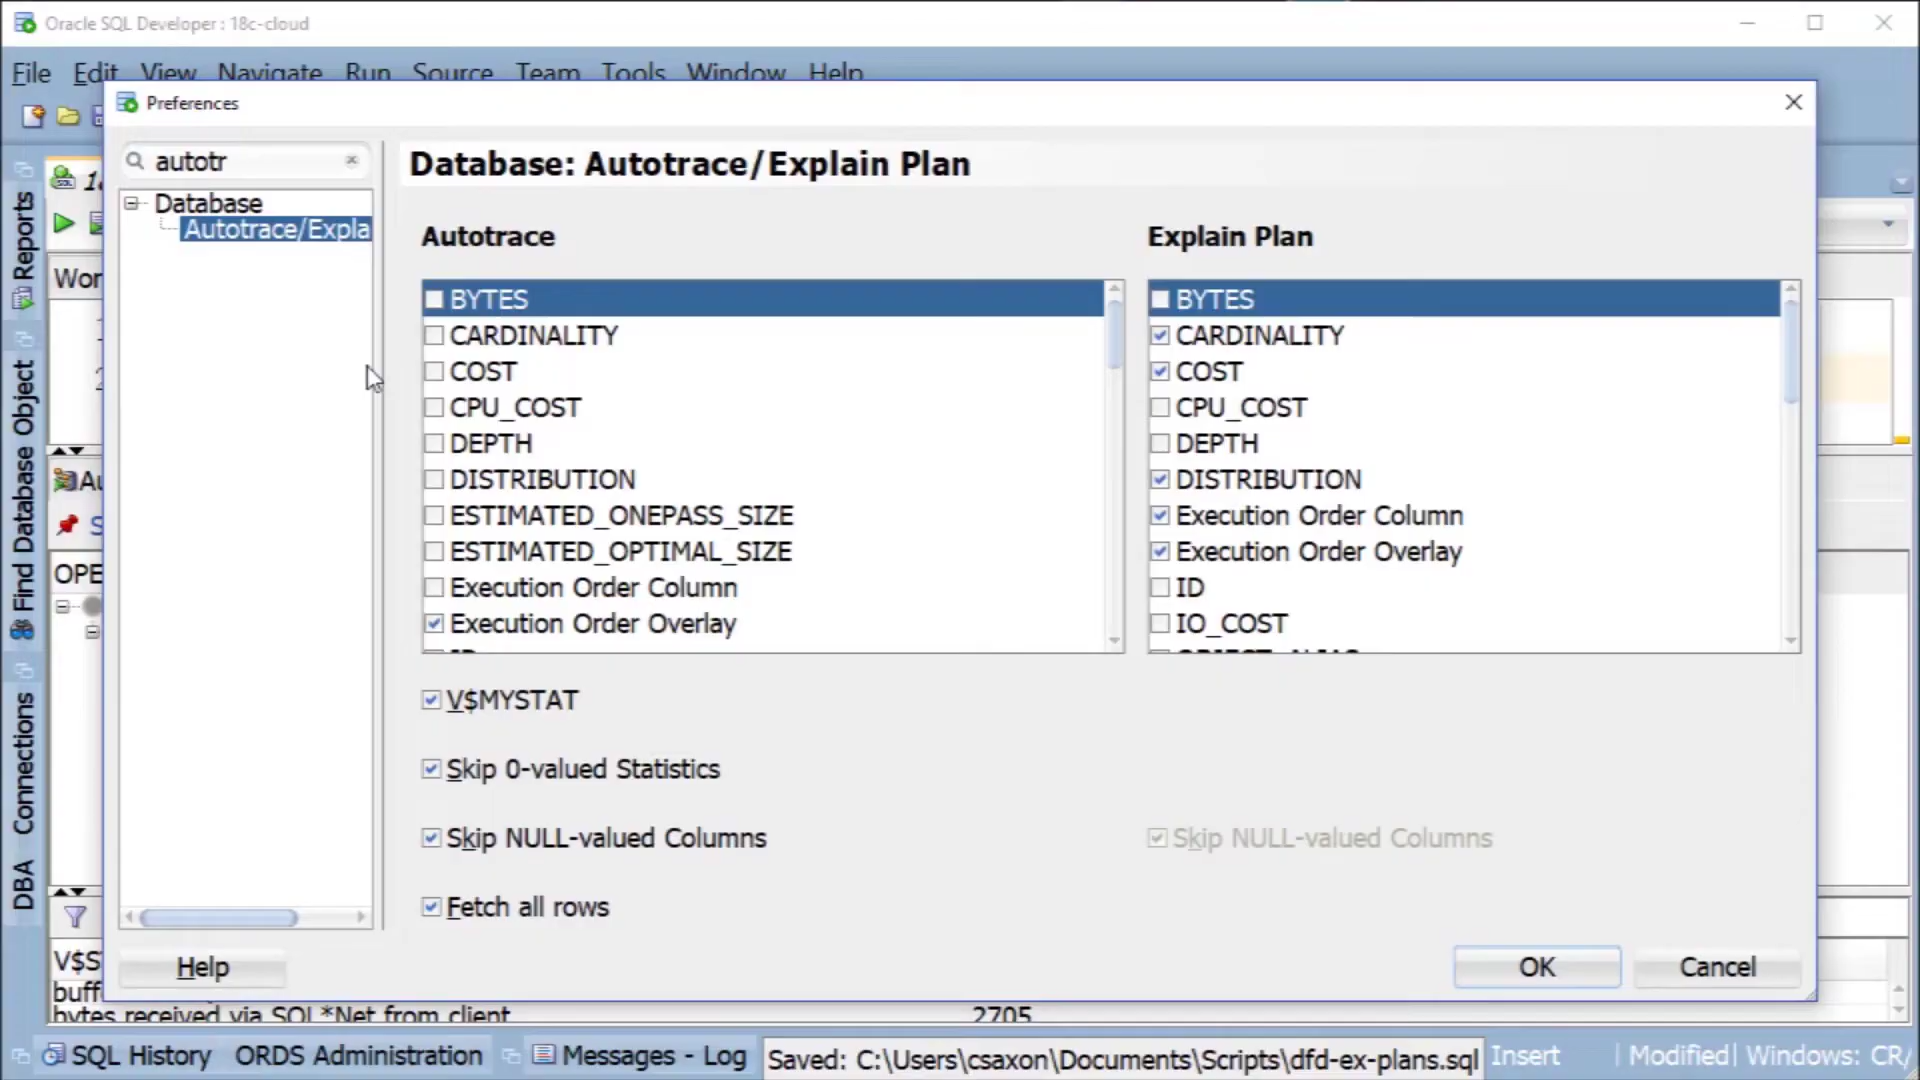 Oracle SQL Developer : 18c-cloud
File Edit View Navigate Run Source Team Tools Window Help
Preferences
autotr
Database
Autotrace/Expla
Database: Autotrace/Explain Plan
Autotrace
BYTES
CARDINALITY
COST
CPU_COST
DEPTH
DISTRIBUTION
ESTIMATED_ONEPASS_SIZE
ESTIMATED_OPTIMAL_SIZE
Execution Order Column
Execution Order Overlay
ID
Explain Plan
BYTES
CARDINALITY
COST
CPU_COST
DEPTH
DISTRIBUTION
Execution Order Column
Execution Order Overlay
ID
IO_COST
OBJECT_ALIAS
V$MYSTAT
Skip 0-valued Statistics
Skip NULL-valued Columns
Skip NULL-valued Columns
Fetch all rows
Help
OK
Cancel
Reports
Find Database Object
Connections
DBA
Wor
1
2
Au
S
OPE
V$S
buff
bytes received via SQL*Net from client 2705
SQL History
ORDS Administration
Messages - Log
Saved: C:\Users\csaxon\Documents\Scripts\dfd-ex-plans.sql
Insert
Modified
Windows: CR/